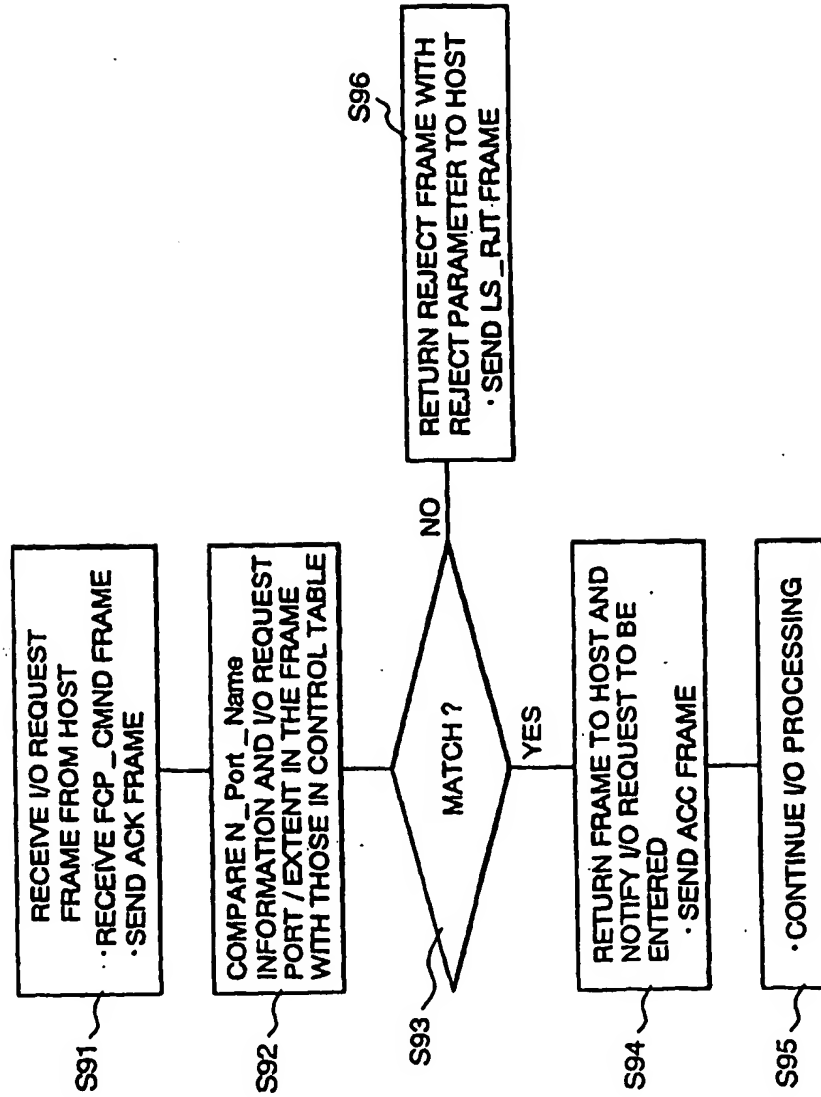 S91
RECEIVE I/O REQUEST
FRAME FROM HOST
·RECEIVE FCP_CMND FRAME
·SEND ACK FRAME
S92
COMPARE N_Port_Name
INFORMATION AND I/O REQUEST
PORT / EXTENT IN THE FRAME
WITH THOSE IN CONTROL TABLE
S93
MATCH ?
NO
YES
S96
RETURN REJECT FRAME WITH
REJECT PARAMETER TO HOST
·SEND LS_RJT FRAME
S94
RETURN FRAME TO HOST AND
NOTIFY I/O REQUEST TO BE
ENTERED
·SEND ACC FRAME
S95
·CONTINUE I/O PROCESSING